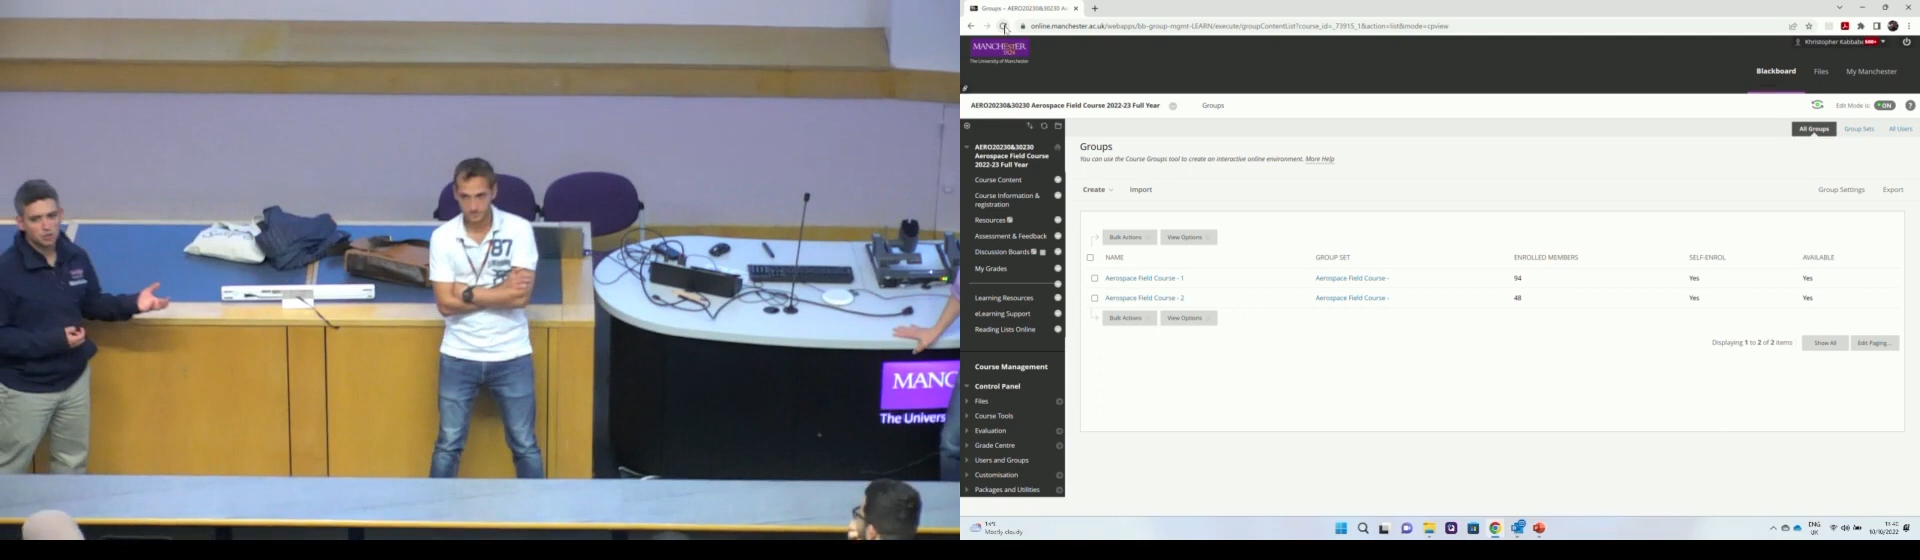 87
MANC
The Univers
Groups – AERO20230&30230 A
online.manchester.ac.uk/webapps/bb-group-mgmt-LEARN/execute/groupContentList?course_id=_73915_1&action=list&mode=cpview
MANCHESTER
1824
The University of Manchester
Khristopher Kabbabe
Blackboard Files My Manchester
AERO20230&30230 Aerospace Field Course 2022-23 Full Year Groups
Edit Mode is: ON ?
All Groups Group Sets All Users
AERO20230&30230
Aerospace Field Course
2022-23 Full Year
Course Content
Course Information &
registration
Resources
Assessment & Feedback
Discussion Boards
My Grades
Learning Resources
eLearning Support
Reading Lists Online
Course Management
Control Panel
Files
Course Tools
Evaluation
Grade Centre
Users and Groups
Customisation
Packages and Utilities
Groups
You can use the Course Groups tool to create an interactive online environment. More Help
Create Import Group Settings Export
Bulk Actions View Options
NAME GROUP SET ENROLLED MEMBERS SELF-ENROL AVAILABLE
Aerospace Field Course - 1 Aerospace Field Course - 94 Yes Yes
Aerospace Field Course - 2 Aerospace Field Course - 48 Yes Yes
Bulk Actions View Options
Displaying 1 to 2 of 2 items Show All Edit Paging...
Mostly cloudy
ENG
UK
10/10/2022